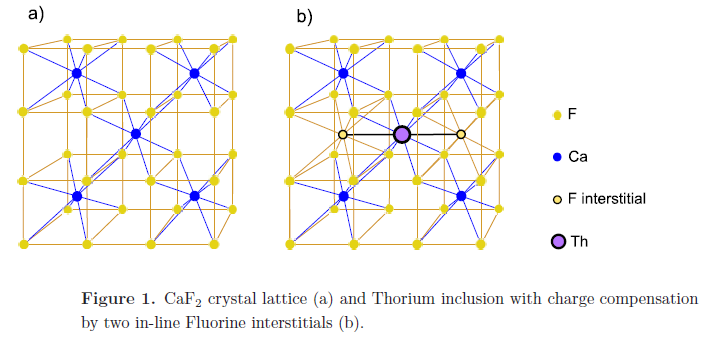 a)
b)
F
Ca
F interstitial
Th
Figure 1. CaF₂ crystal lattice (a) and Thorium inclusion with charge compensation
by two in-line Fluorine interstitials (b).